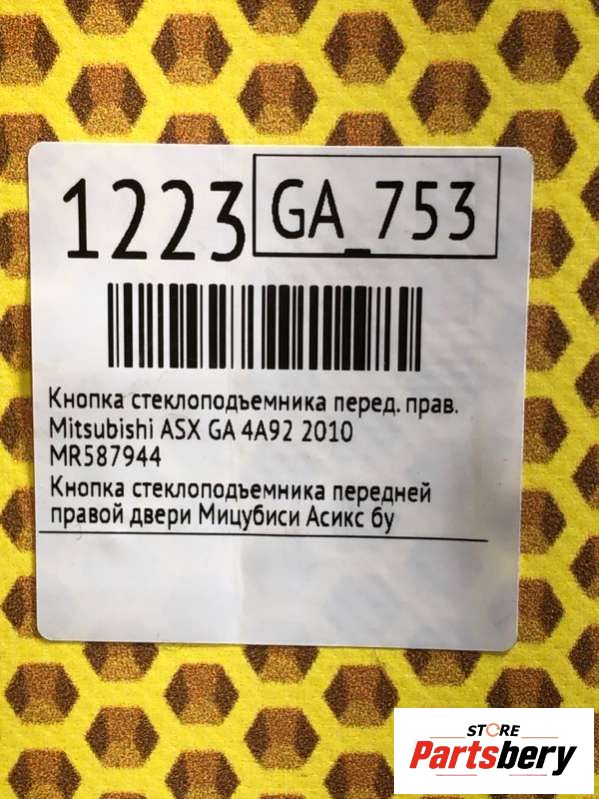 1223 GA_753
Кнопка стеклоподъемника перед. прав.
Mitsubishi ASX GA 4A92 2010
MR587944
Кнопка стеклоподъемника передней
правой двери Мицубиси Асикс бу
STORE
Partsbery